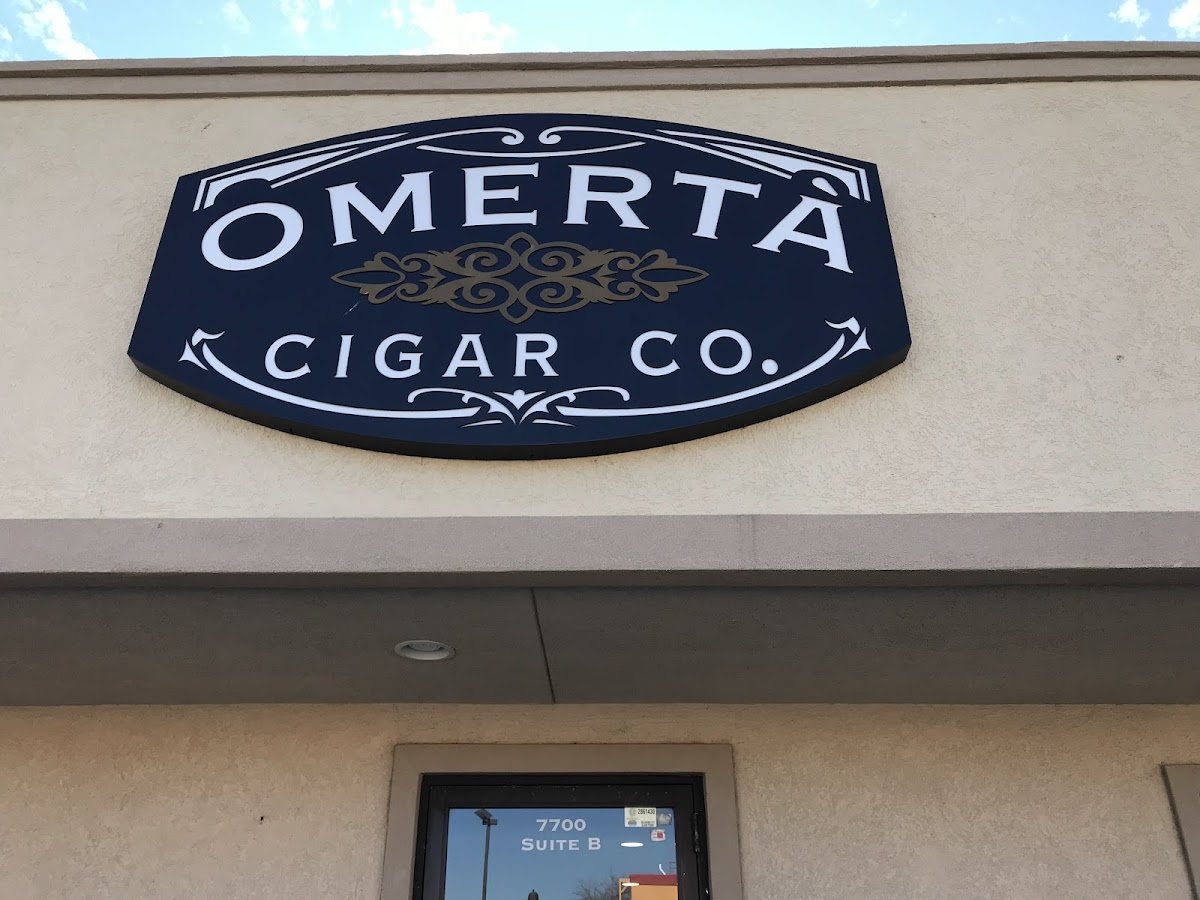 OMERTÀ
CIGAR CO.
7700
SUITE B